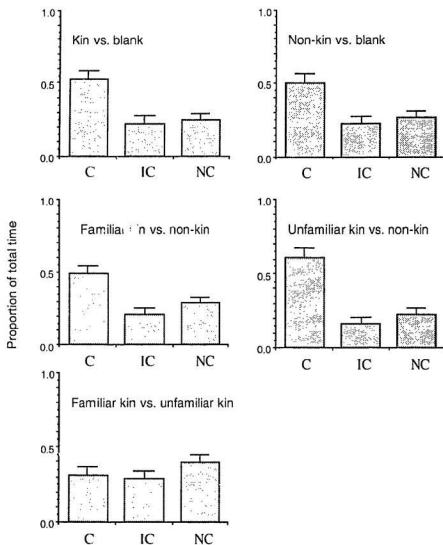 Proportion of total time
Kin vs. blank
1.0
0.5
0.0
C IC NC
Non-kin vs. blank
1.0
0.5
0.0
C IC NC
vs. non-kin
1.0
0.5
0.0
C IC NC
Unfamiliar kin vs. non-kin
1.0
0.5
0.0
C IC NC
Familiar kin vs. unfamiliar kin
1.0
0.5
0.0
C IC NC